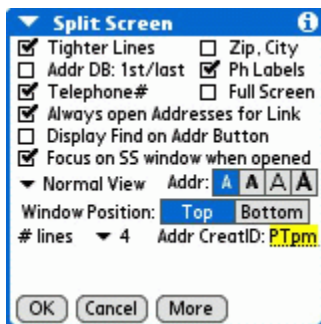 Split Screen
Tighter Lines Zip, City
Addr DB: 1st/last Ph Labels
Telephone# Full Screen
Always open Addresses for Link
Display Find on Addr Button
Focus on SS window when opened
Normal View Addr: A A A A
Window Position: Top Bottom
# lines 4 Addr CreatID: PTpm
OK Cancel More